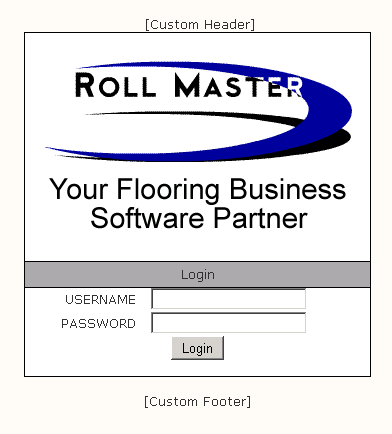 [Custom Header]
ROLL MASTER
Your Flooring Business
Software Partner
Login
USERNAME
PASSWORD
Login
[Custom Footer]